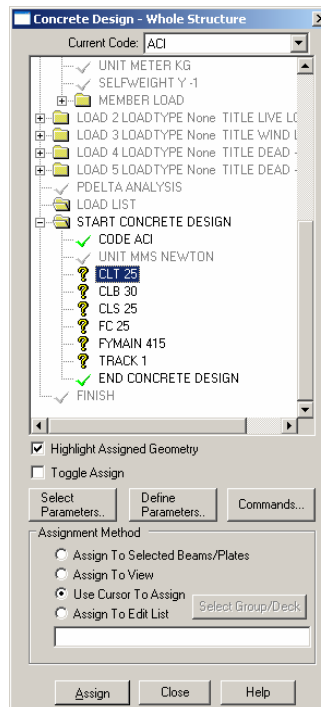 Concrete Design - Whole Structure
Current Code: ACI
UNIT METER KG
SELFWEIGHT Y -1
MEMBER LOAD
LOAD 2 LOADTYPE None TITLE LIVE LO
LOAD 3 LOADTYPE None TITLE WIND L
LOAD 4 LOADTYPE None TITLE DEAD -
LOAD 5 LOADTYPE None TITLE DEAD -
PDELTA ANALYSIS
LOAD LIST
START CONCRETE DESIGN
CODE ACI
UNIT MMS NEWTON
CLT 25
CLB 30
CLS 25
FC 25
FYMAIN 415
TRACK 1
END CONCRETE DESIGN
FINISH
Highlight Assigned Geometry
Toggle Assign
Select Parameters..
Define Parameters..
Commands...
Assignment Method
Assign To Selected Beams/Plates
Assign To View
Use Cursor To Assign
Assign To Edit List
Select Group/Deck
Assign Close Help